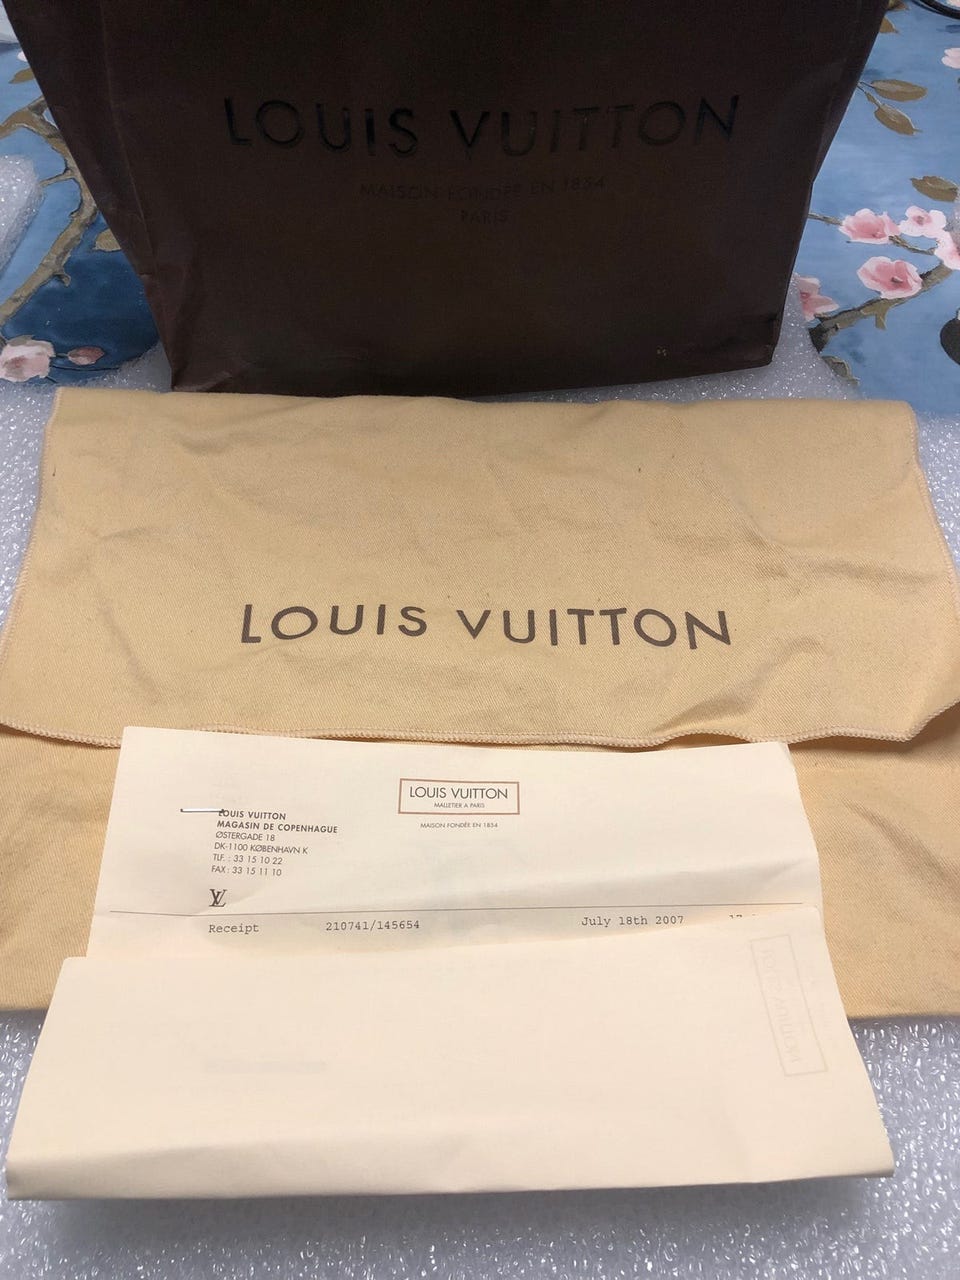 LOUIS VUITTON
MAISON FONDÉE EN 1854
PARIS
LOUIS VUITTON
LOUIS VUITTON
MALLETIER A PARIS
MAISON FONDÉE EN 1854
LOUIS VUITTON
MAGASIN DE COPENHAGUE
ØSTERGADE 18
DK-1100 KØBENHAVN K
TLF. : 33 15 10 22
FAX : 33 15 11 10
LV
Receipt 210741/145654 July 18th 2007